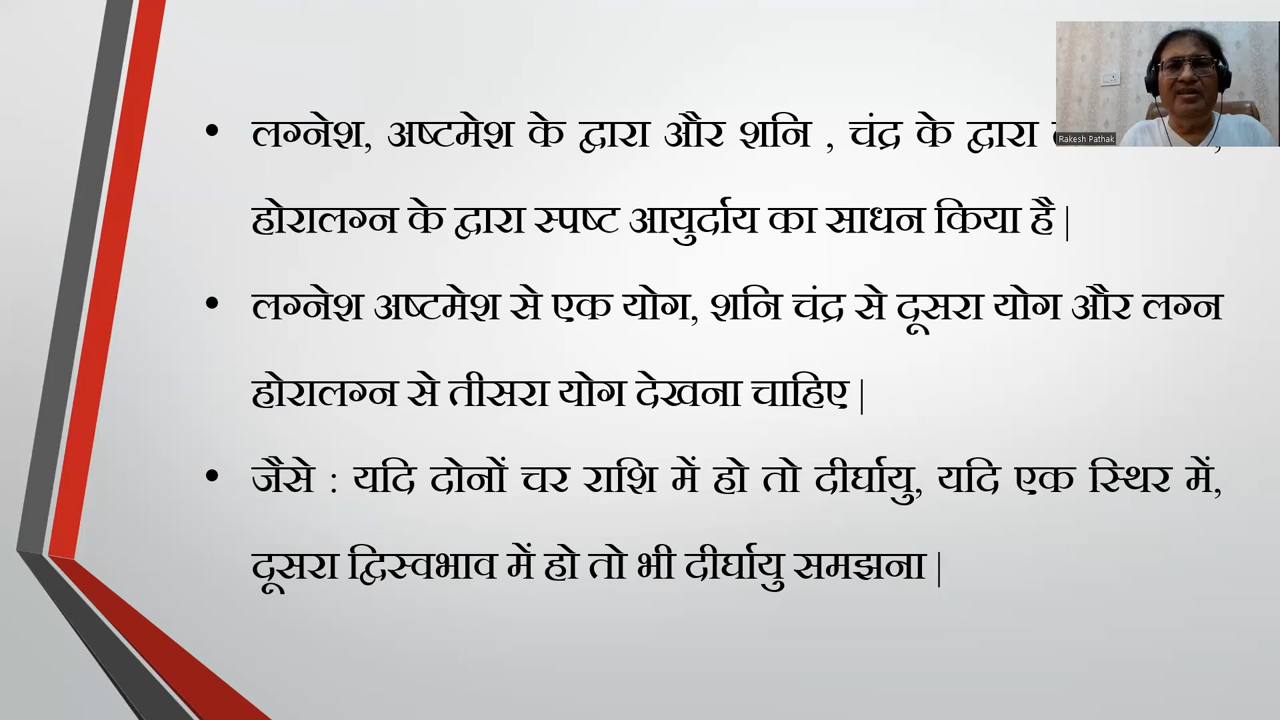 • लग्नेश, अष्टमेश के द्वारा और शनि , चंद्र के द्वारा
होरालग्न के द्वारा स्पष्ट आयुर्दाय का साधन किया है |
• लग्नेश अष्टमेश से एक योग, शनि चंद्र से दूसरा योग और लग्न
होरालग्न से तीसरा योग देखना चाहिए |
• जैसे : यदि दोनों चर राशि में हो तो दीर्घायु, यदि एक स्थिर में,
दूसरा द्विस्वभाव में हो तो भी दीर्घायु समझना |
Rakesh Pathak